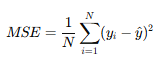 MSE = \frac{1}{N} \sum_{i=1}^{N} (y_i - \hat{y})^2